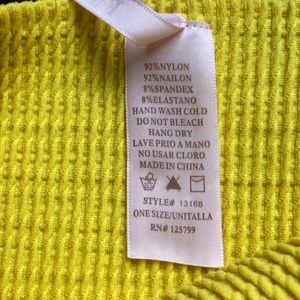 92%NYLON
92%NAILON
8%SPANDEX
8%ELASTANO
HAND WASH COLD
DO NOT BLEACH
HANG DRY
LAVE PRIO A MANO
NO USAR CLORO
MADE IN CHINA
STYLE# 13168
ONE SIZE/UNITALLA
RN# 125799